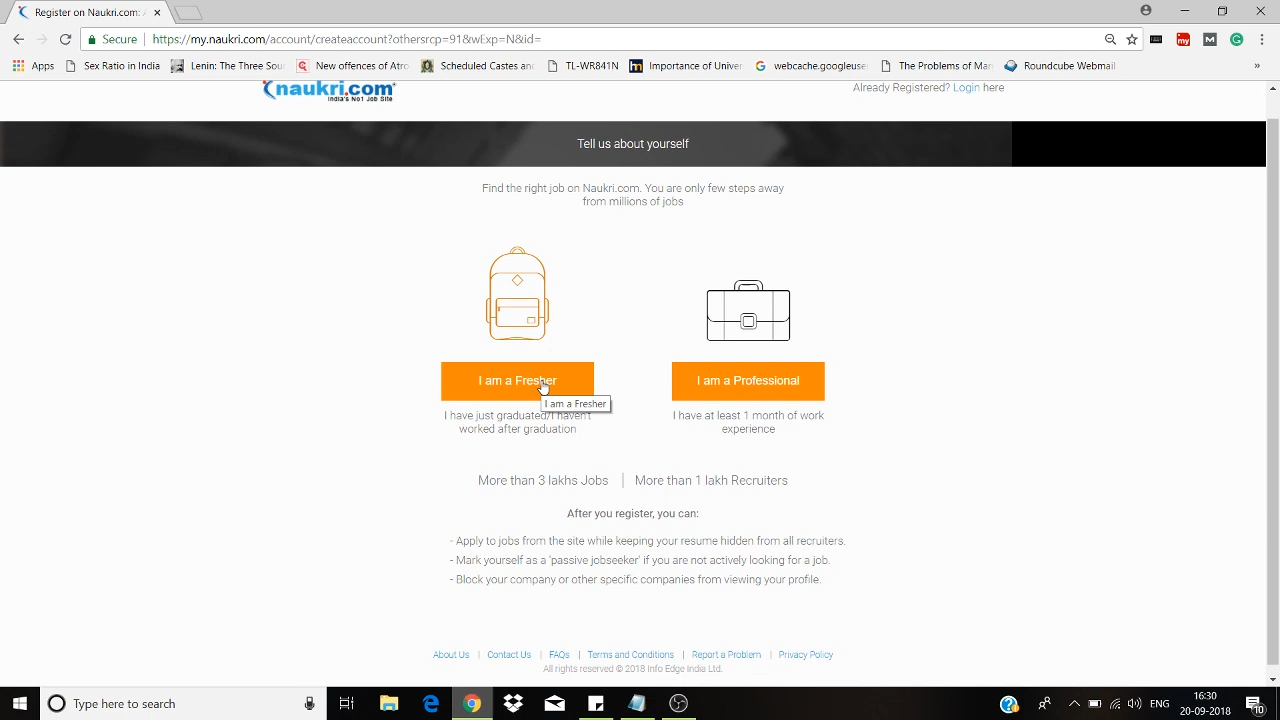 Register on Naukri.com: A
Secure
https://my.naukri.com/account/createaccount?othersrcp=91&wExp=N&id=
Apps
Sex Ratio in India
Lenin: The Three Sour
New offences of Atro
Scheduled Castes and
TL-WR841N
Importance of Univer
webcache.googleuse
The Problems of Mar
Roundcube Webmail
»
naukri.com
India's No1 Job Site
Already Registered? Login here
Tell us about yourself
Find the right job on Naukri.com. You are only few steps away
from millions of jobs
I am a Fresher
I am a Professional
I am a Fresher
I have just graduated/I haven't
worked after graduation
I have at least 1 month of work
experience
More than 3 lakhs Jobs | More than 1 lakh Recruiters
After you register, you can:
- Apply to jobs from the site while keeping your resume hidden from all recruiters.
- Mark yourself as a 'passive jobseeker' if you are not actively looking for a job.
- Block your company or other specific companies from viewing your profile.
About Us | Contact Us | FAQs | Terms and Conditions | Report a Problem | Privacy Policy
All rights reserved © 2018 Info Edge India Ltd.
Type here to search
ENG
16:30
20-09-2018